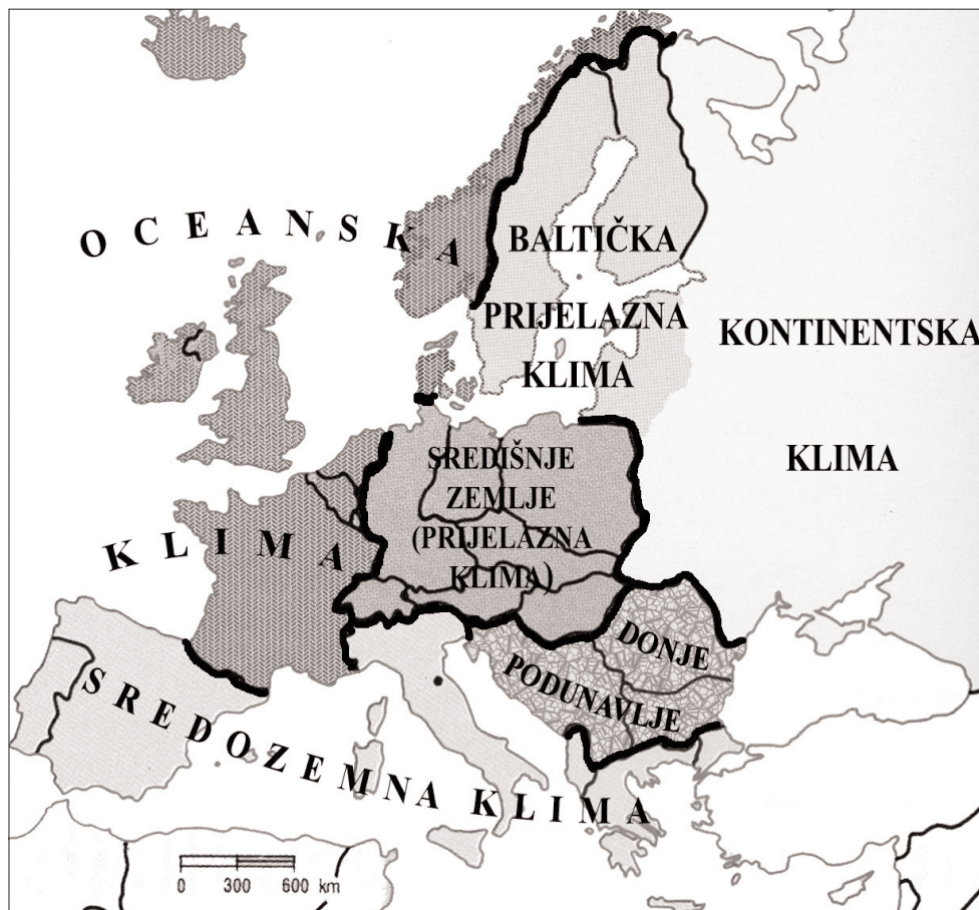 OCEANSKA
BALTIČKA
PRIJELAZNA
KLIMA
KONTINENTSKA
KLIMA
SREDIŠNJE
ZEMLJE
(PRIJELAZNA
KLIMA)
KLIMA
DONJE
PODUNAVLJE
SREDOZEMNA KLIMA
0 300 600 km